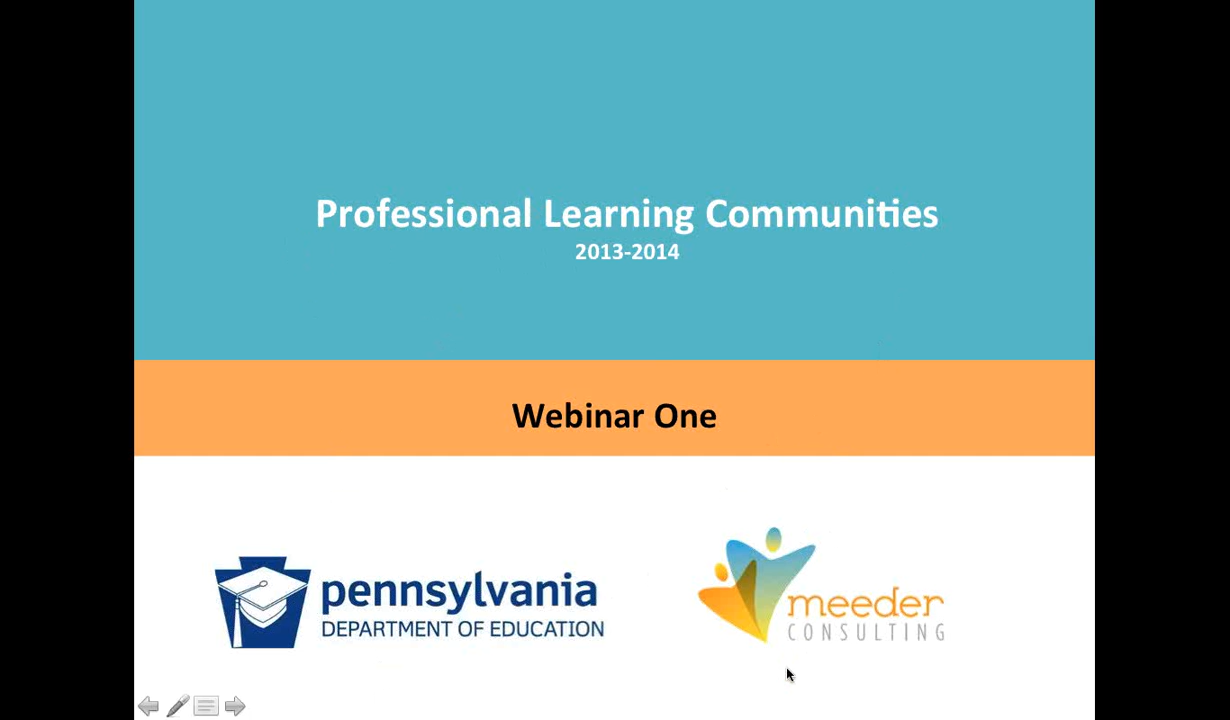 Professional Learning Communities
2013-2014
Webinar One
pennsylvania
DEPARTMENT OF EDUCATION
meeder
CONSULTING